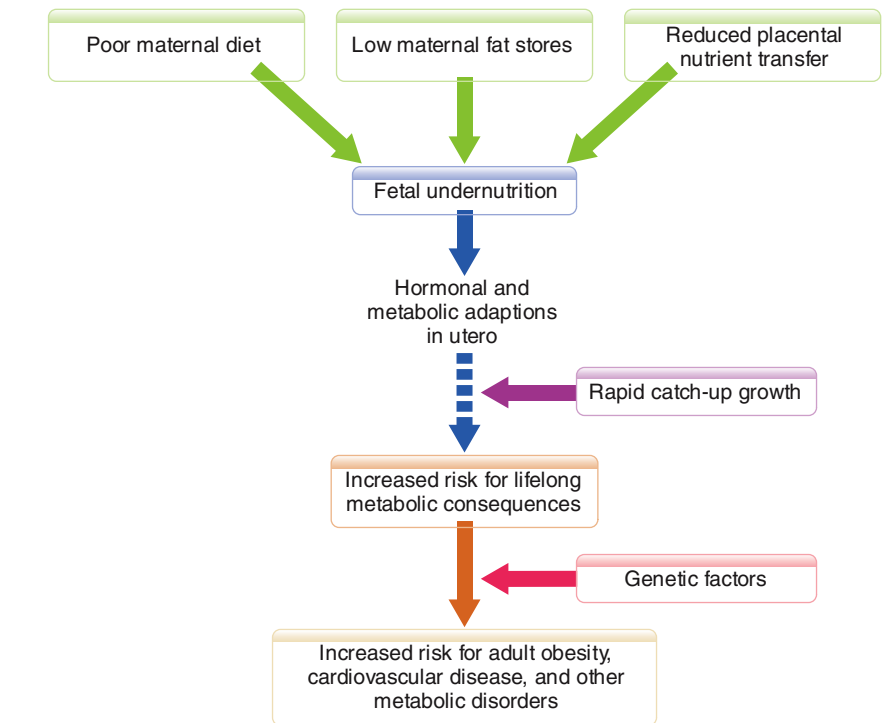 Poor maternal diet
Low maternal fat stores
Reduced placental
nutrient transfer
Fetal undernutrition
Hormonal and
metabolic adaptions
in utero
Rapid catch-up growth
Increased risk for lifelong
metabolic consequences
Genetic factors
Increased risk for adult obesity,
cardiovascular disease, and other
metabolic disorders